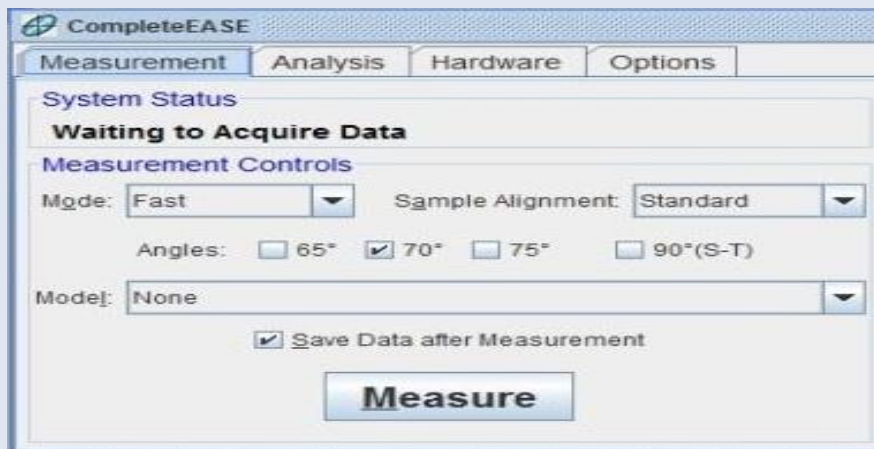 CompleteEASE
Measurement Analysis Hardware Options
System Status
Waiting to Acquire Data
Measurement Controls
Mode: Fast Sample Alignment: Standard
Angles: 65° 70° 75° 90°(S-T)
Model: None
Save Data after Measurement
Measure